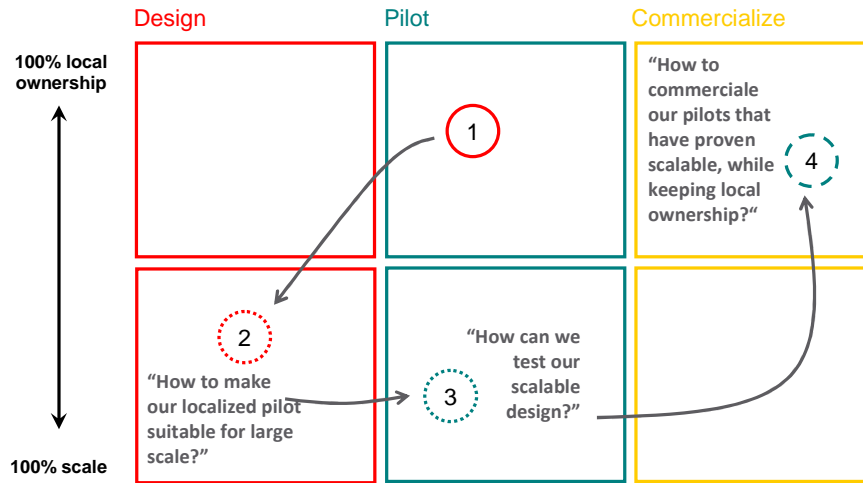 Design
Pilot
Commercialize
100% local
ownership
1
“How to
commerciale
our pilots that
have proven
scalable, while
keeping local
ownership?“
4
2
“How to make
our localized pilot
suitable for large
scale?”
3
“How can we
test our
scalable
design?”
100% scale